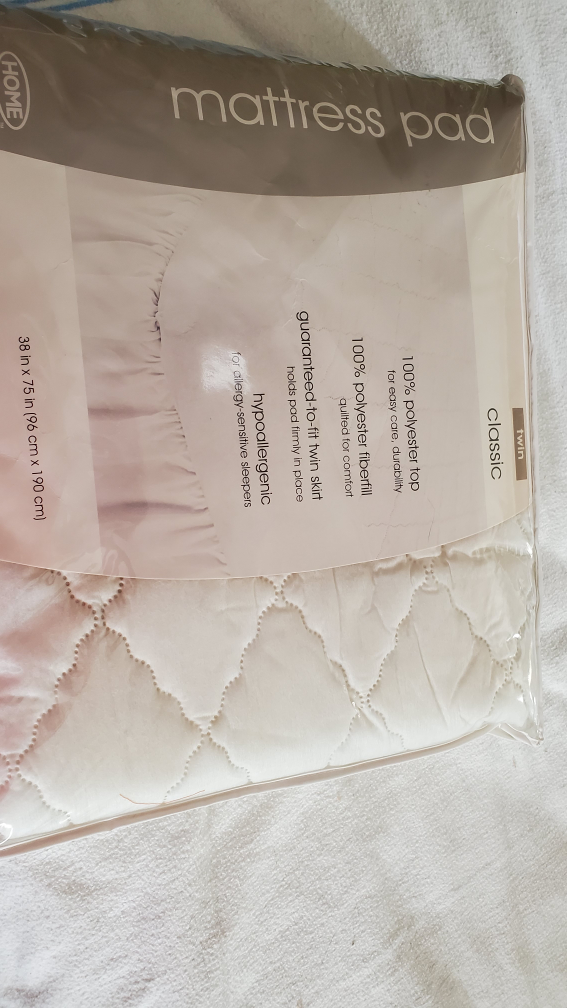 HOME
mattress pad
twin
classic
100% polyester top
for easy care, durability
100% polyester fiberfill
quilted for comfort
guaranteed-to-fit twin skirt
holds pad firmly in place
hypoallergenic
for allergy-sensitive sleepers
38 in x 75 in (96 cm x 190 cm)